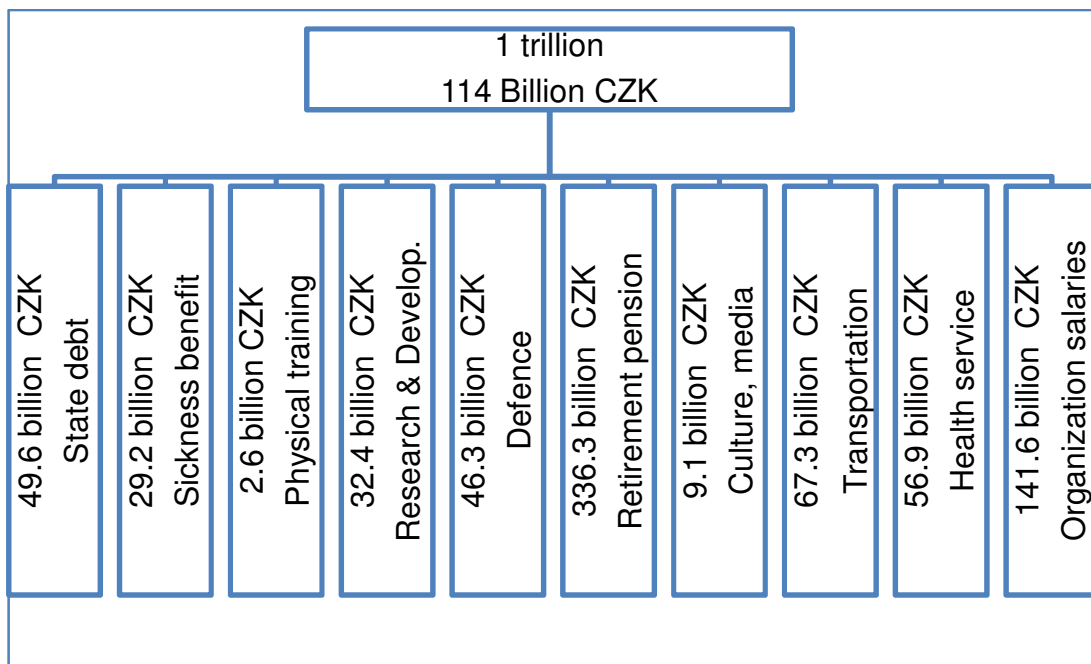 1 trillion
114 Billion CZK
49.6 billion CZK
State debt
29.2 billion CZK
Sickness benefit
2.6 billion CZK
Physical training
32.4 billion CZK
Research & Develop.
46.3 billion CZK
Defence
336.3 billion CZK
Retirement pension
9.1 billion CZK
Culture, media
67.3 billion CZK
Transportation
56.9 billion CZK
Health service
141.6 billion CZK
Organization salaries